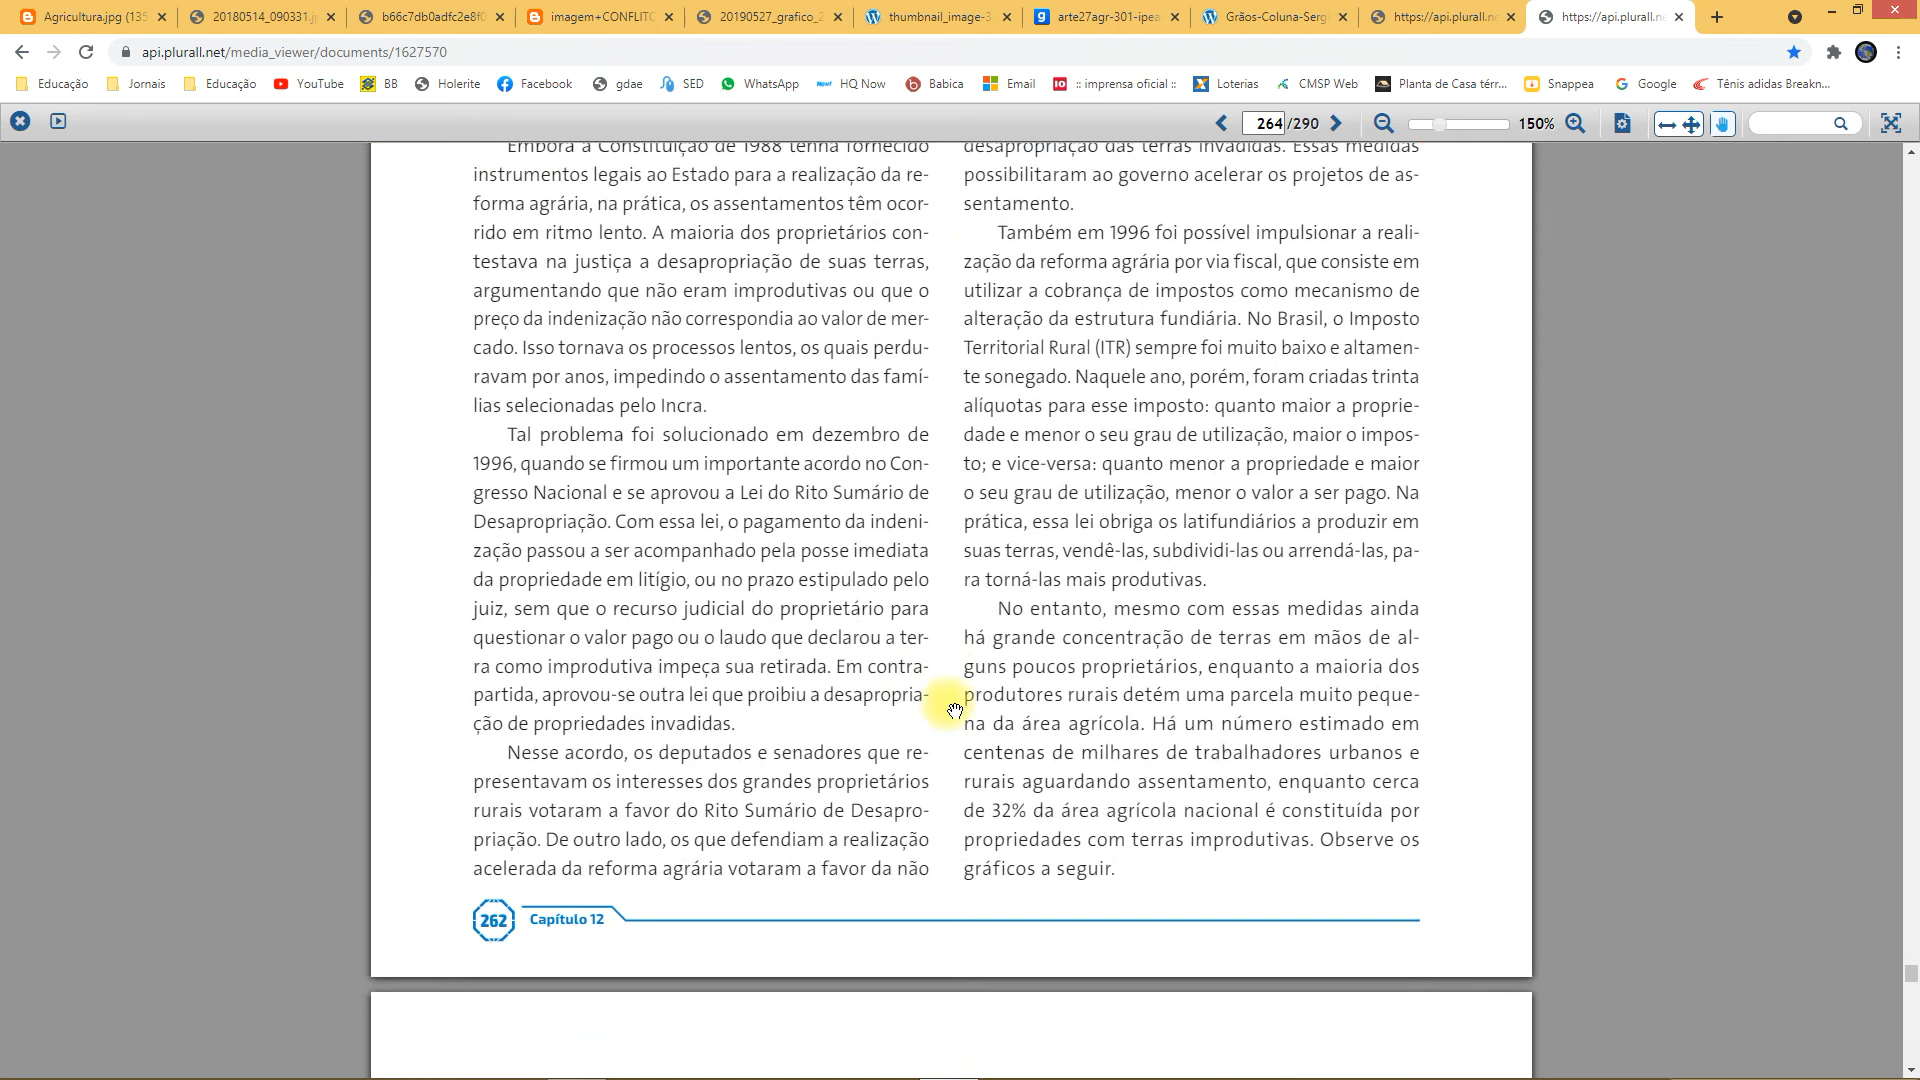 Agricultura.jpg (135
20180514_090331.j
b66c7db0adfc2e8f0
imagem+CONFLITC
20190527_grafico_2
thumbnail_image-3
arte27agr-301-ipea
Grãos-Coluna-Serg
https://api.plurall.ne
https://api.plurall.ne
api.plurall.net/media_viewer/documents/1627570
Educação Jornais Educação YouTube BB Holerite Facebook gdae SED WhatsApp HQ Now Babica Email :: imprensa oficial :: Loterias CMSP Web Planta de Casa térr... Snappea Google Tênis adidas Breakn...
264 /290 150%
Embora a Constituição de 1988 tenha fornecido
instrumentos legais ao Estado para a realização da re-
forma agrária, na prática, os assentamentos têm ocor-
rido em ritmo lento. A maioria dos proprietários con-
testava na justiça a desapropriação de suas terras,
argumentando que não eram improdutivas ou que o
preço da indenização não correspondia ao valor de mer-
cado. Isso tornava os processos lentos, os quais perdu-
ravam por anos, impedindo o assentamento das famí-
lias selecionadas pelo Incra.
Tal problema foi solucionado em dezembro de
1996, quando se firmou um importante acordo no Con-
gresso Nacional e se aprovou a Lei do Rito Sumário de
Desapropriação. Com essa lei, o pagamento da indeni-
zação passou a ser acompanhado pela posse imediata
da propriedade em litígio, ou no prazo estipulado pelo
juiz, sem que o recurso judicial do proprietário para
questionar o valor pago ou o laudo que declarou a ter-
ra como improdutiva impeça sua retirada. Em contra-
partida, aprovou-se outra lei que proibiu a desapropria-
ção de propriedades invadidas.
Nesse acordo, os deputados e senadores que re-
presentavam os interesses dos grandes proprietários
rurais votaram a favor do Rito Sumário de Desapro-
priação. De outro lado, os que defendiam a realização
acelerada da reforma agrária votaram a favor da não
desapropriação das terras invadidas. Essas medidas
possibilitaram ao governo acelerar os projetos de as-
sentamento.
Também em 1996 foi possível impulsionar a reali-
zação da reforma agrária por via fiscal, que consiste em
utilizar a cobrança de impostos como mecanismo de
alteração da estrutura fundiária. No Brasil, o Imposto
Territorial Rural (ITR) sempre foi muito baixo e altamen-
te sonegado. Naquele ano, porém, foram criadas trinta
alíquotas para esse imposto: quanto maior a proprie-
dade e menor o seu grau de utilização, maior o impos-
to; e vice-versa: quanto menor a propriedade e maior
o seu grau de utilização, menor o valor a ser pago. Na
prática, essa lei obriga os latifundiários a produzir em
suas terras, vendê-las, subdividi-las ou arrendá-las, pa-
ra torná-las mais produtivas.
No entanto, mesmo com essas medidas ainda
há grande concentração de terras em mãos de al-
guns poucos proprietários, enquanto a maioria dos
produtores rurais detém uma parcela muito peque-
na da área agrícola. Há um número estimado em
centenas de milhares de trabalhadores urbanos e
rurais aguardando assentamento, enquanto cerca
de 32% da área agrícola nacional é constituída por
propriedades com terras improdutivas. Observe os
gráficos a seguir.
262 Capítulo 12